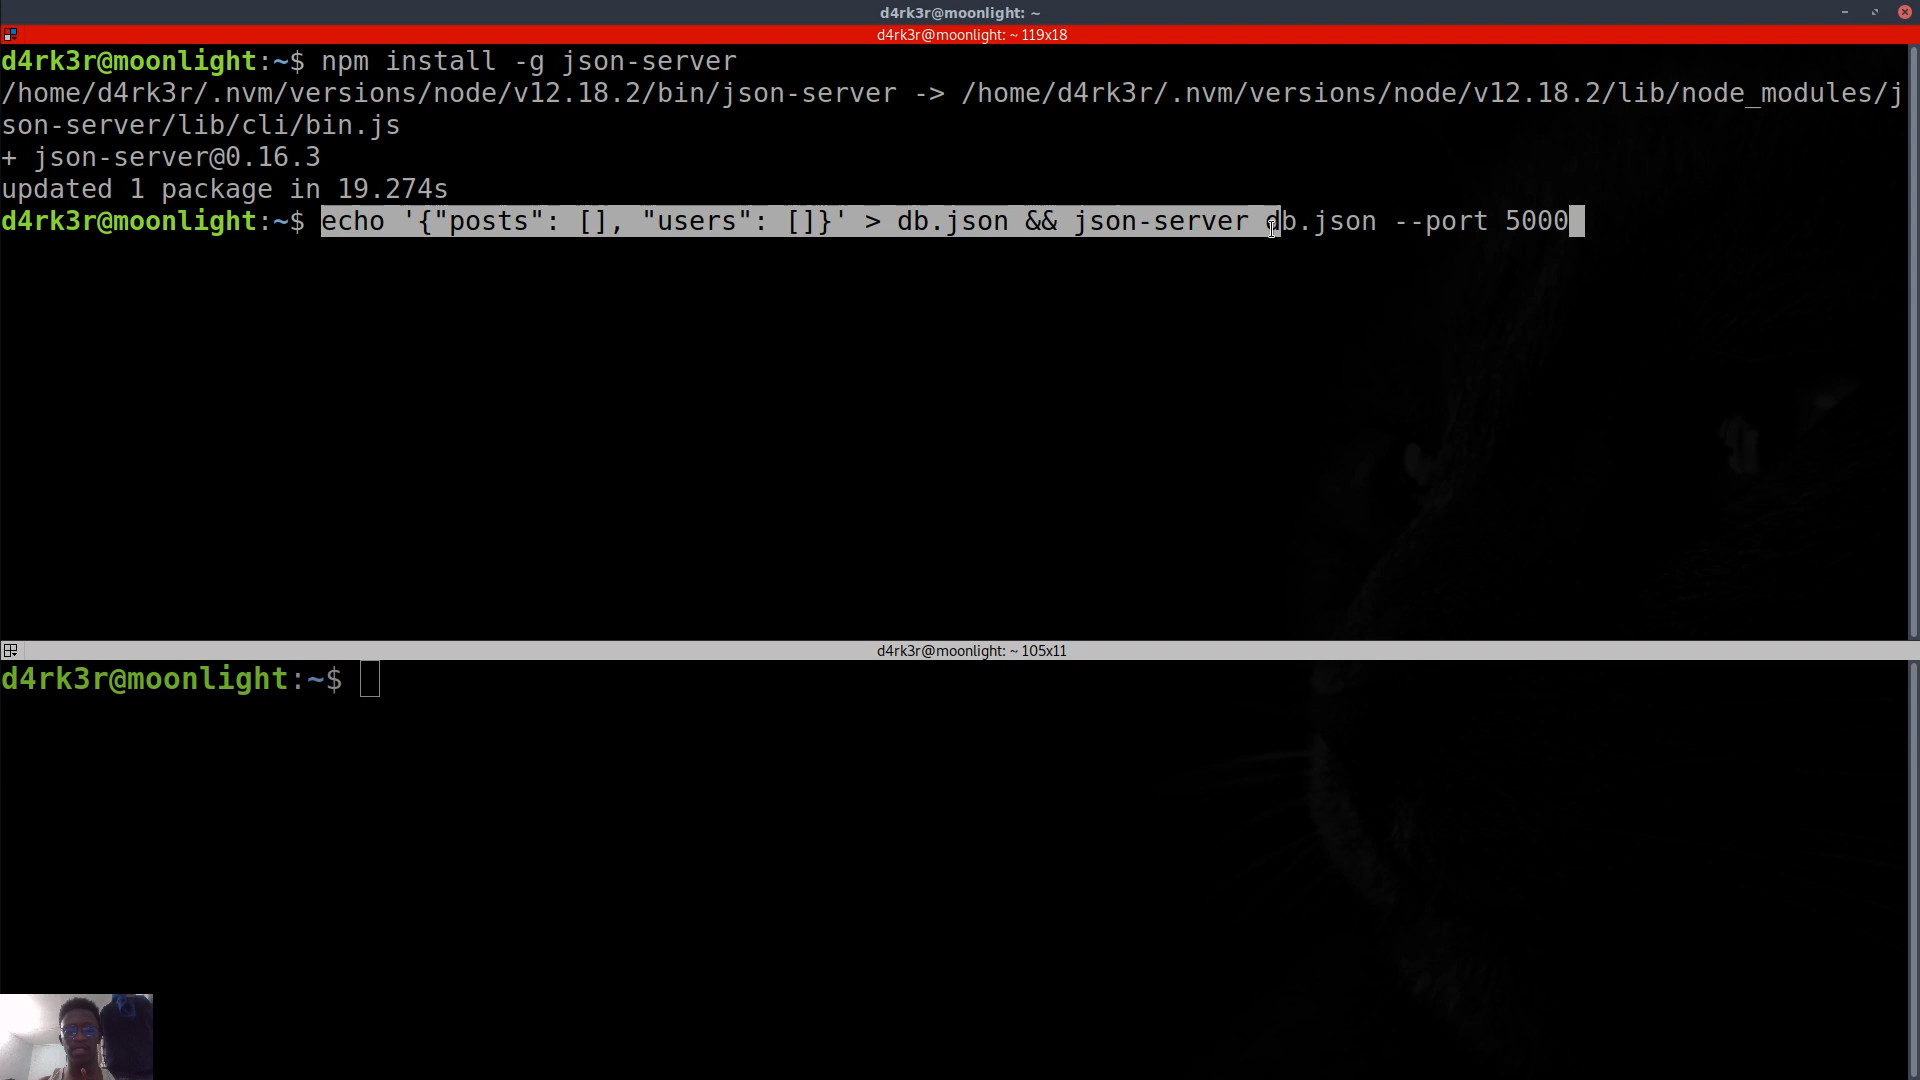 d4rk3r@moonlight: ~
d4rk3r@moonlight: ~ 119x18
d4rk3r@moonlight:~$ npm install -g json-server
/home/d4rk3r/.nvm/versions/node/v12.18.2/bin/json-server -> /home/d4rk3r/.nvm/versions/node/v12.18.2/lib/node_modules/j
son-server/lib/cli/bin.js
+ json-server@0.16.3
updated 1 package in 19.274s
d4rk3r@moonlight:~$ echo '{"posts": [], "users": []}' > db.json && json-server db.json --port 5000
d4rk3r@moonlight: ~ 105x11
d4rk3r@moonlight:~$